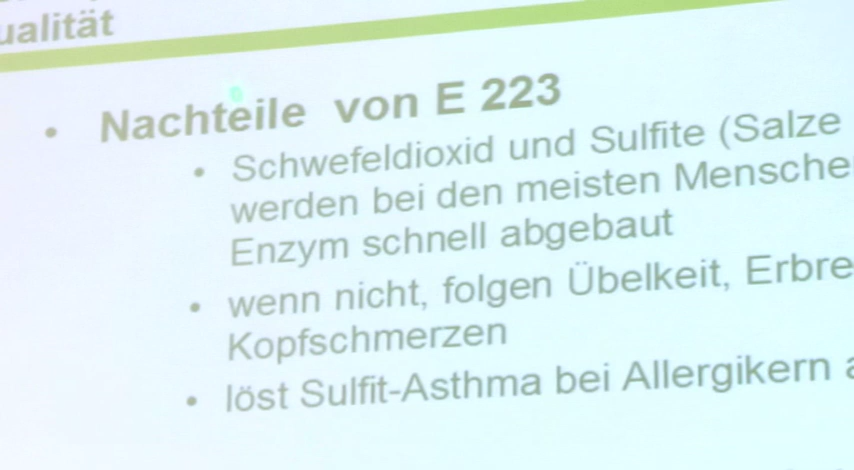 ualität
• Nachteile von E 223
• Schwefeldioxid und Sulfite (Salze
werden bei den meisten Mensche
Enzym schnell abgebaut
• wenn nicht, folgen Übelkeit, Erbre
Kopfschmerzen
• löst Sulfit-Asthma bei Allergikern a